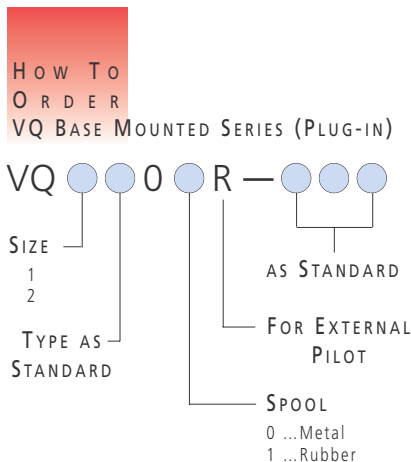 HOW TO
ORDER
VQ BASE MOUNTED SERIES (PLUG-IN)
VQ 0 R —
SIZE
1
2
AS STANDARD
TYPE AS
STANDARD
FOR EXTERNAL
PILOT
SPOOL
0 ...Metal
1 ...Rubber